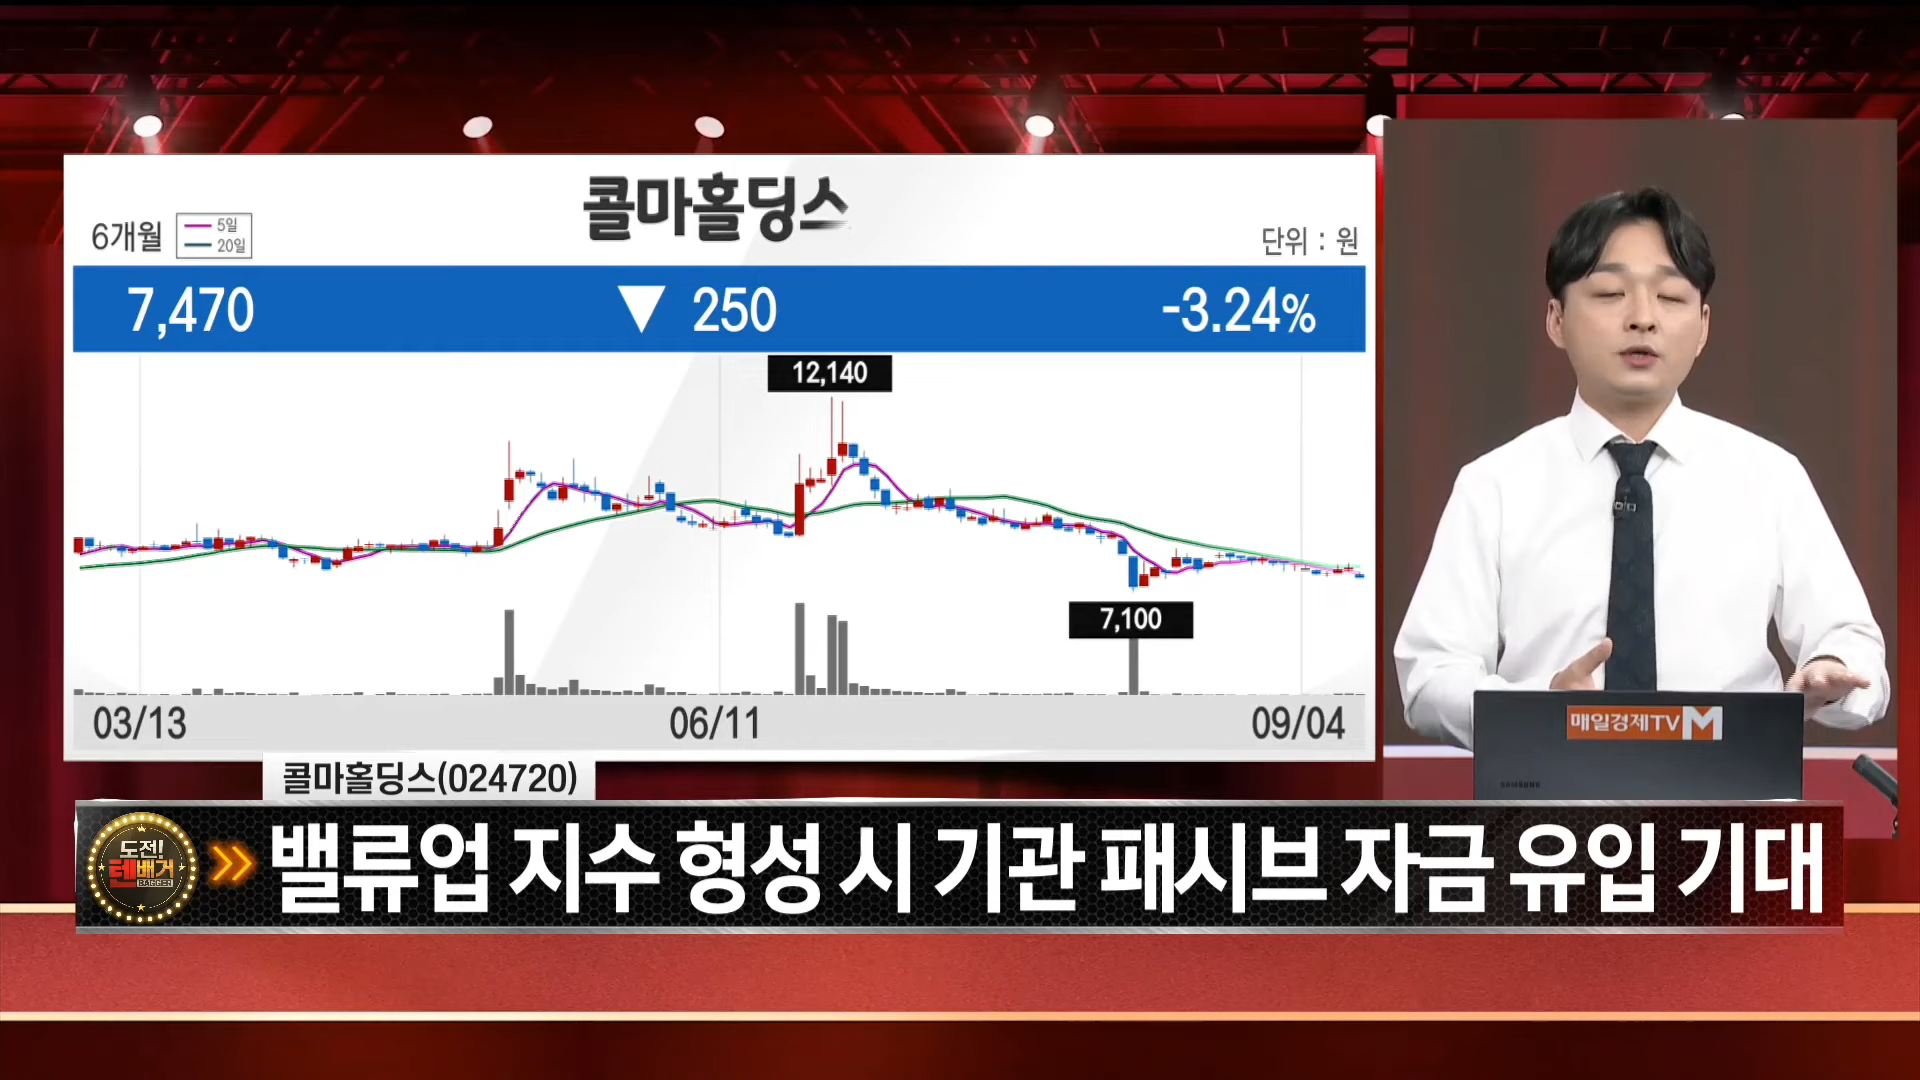 콜마홀딩스
6개월
5일
20일
단위 : 원
7,470 ▼ 250 -3.24%
12,140
7,100
03/13 06/11 09/04
콜마홀딩스(024720)
도전!
텐배거
BAGGER
밸류업 지수 형성 시 기관 패시브 자금 유입 기대
매일경제TV M
SAMSUNG